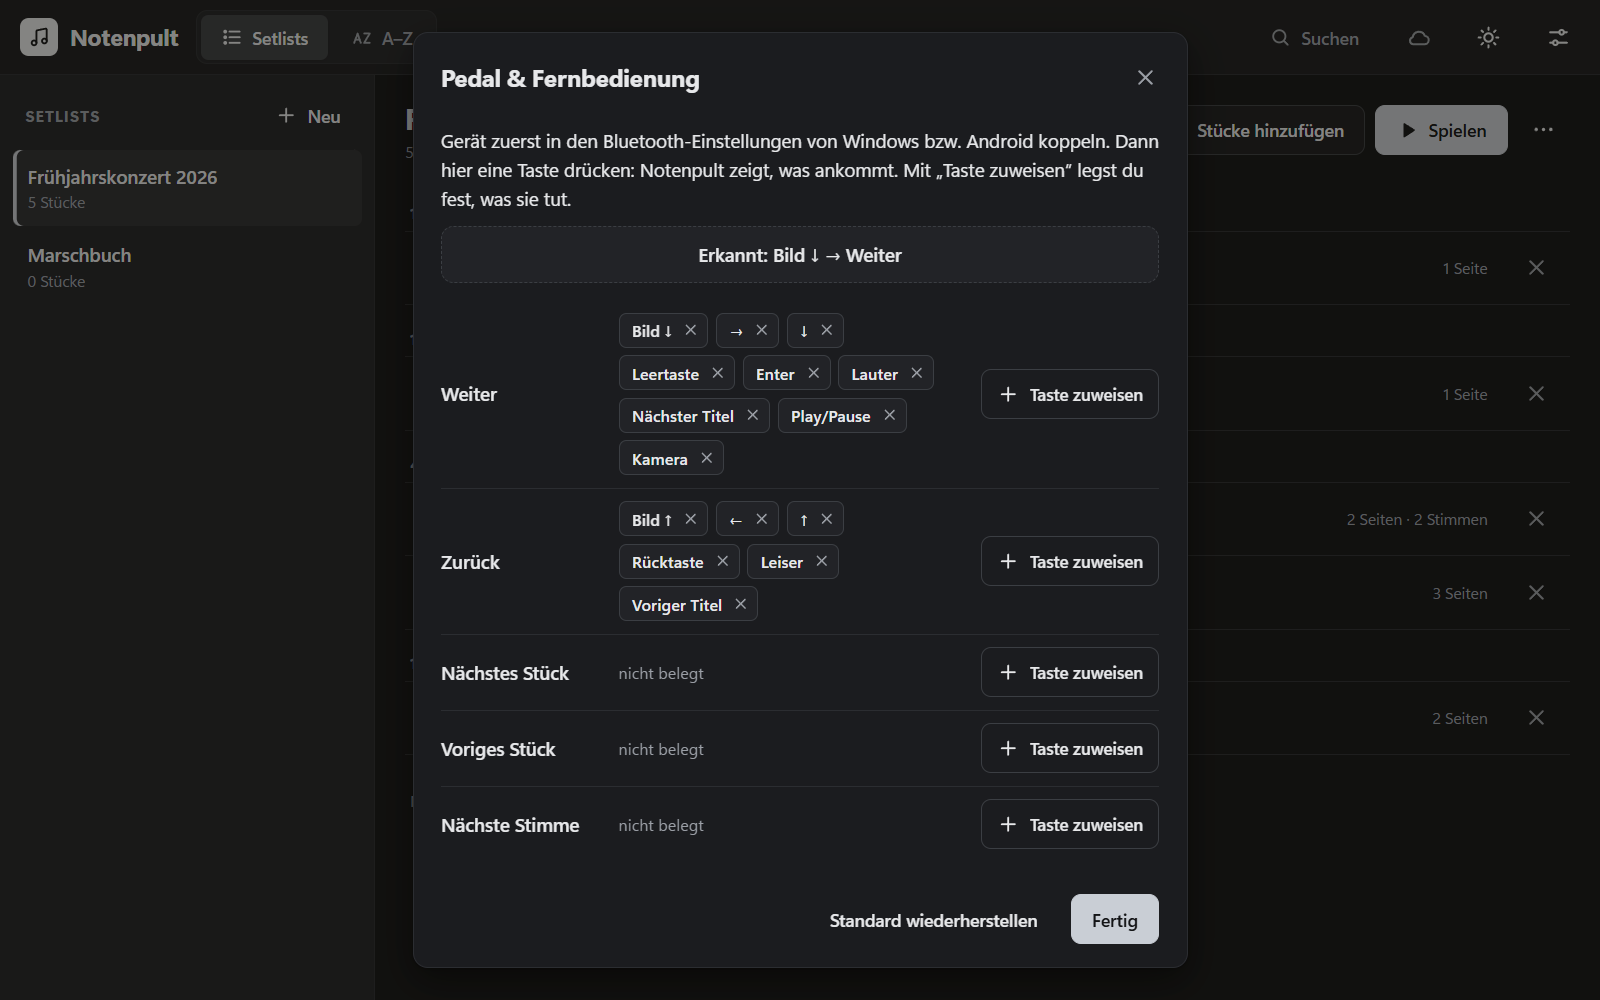 Notenpult
Setlists
AZ A–Z
Suchen
SETLISTS
+ Neu
Frühjahrskonzert 2026
5 Stücke
Marschbuch
0 Stücke
Stücke hinzufügen
Spielen
1 Seite
1 Seite
2 Seiten · 2 Stimmen
3 Seiten
2 Seiten
Pedal & Fernbedienung
Gerät zuerst in den Bluetooth-Einstellungen von Windows bzw. Android koppeln. Dann
hier eine Taste drücken: Notenpult zeigt, was ankommt. Mit „Taste zuweisen“ legst du
fest, was sie tut.
Erkannt: Bild ↓ → Weiter
Weiter
Bild ↓ → ↓
Leertaste Enter Lauter
Nächster Titel Play/Pause
Kamera
+ Taste zuweisen
Zurück
Bild ↑ ← ↑
Rücktaste Leiser
Voriger Titel
+ Taste zuweisen
Nächstes Stück nicht belegt + Taste zuweisen
Voriges Stück nicht belegt + Taste zuweisen
Nächste Stimme nicht belegt + Taste zuweisen
Standard wiederherstellen Fertig